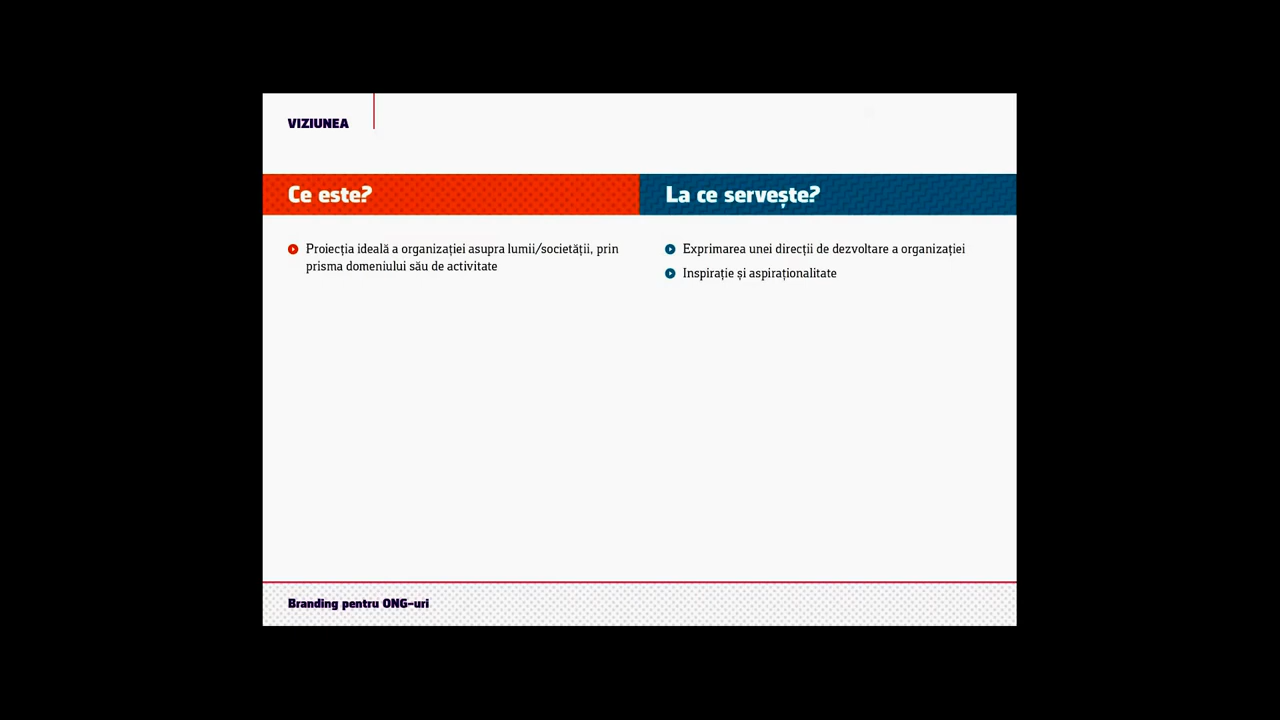 VIZIUNEA
Ce este?
Proiecția ideală a organizației asupra lumii/societății, prin
prisma domeniului său de activitate
La ce servește?
Exprimarea unei direcții de dezvoltare a organizației
Inspirație și aspiraționalitate
Branding pentru ONG-uri